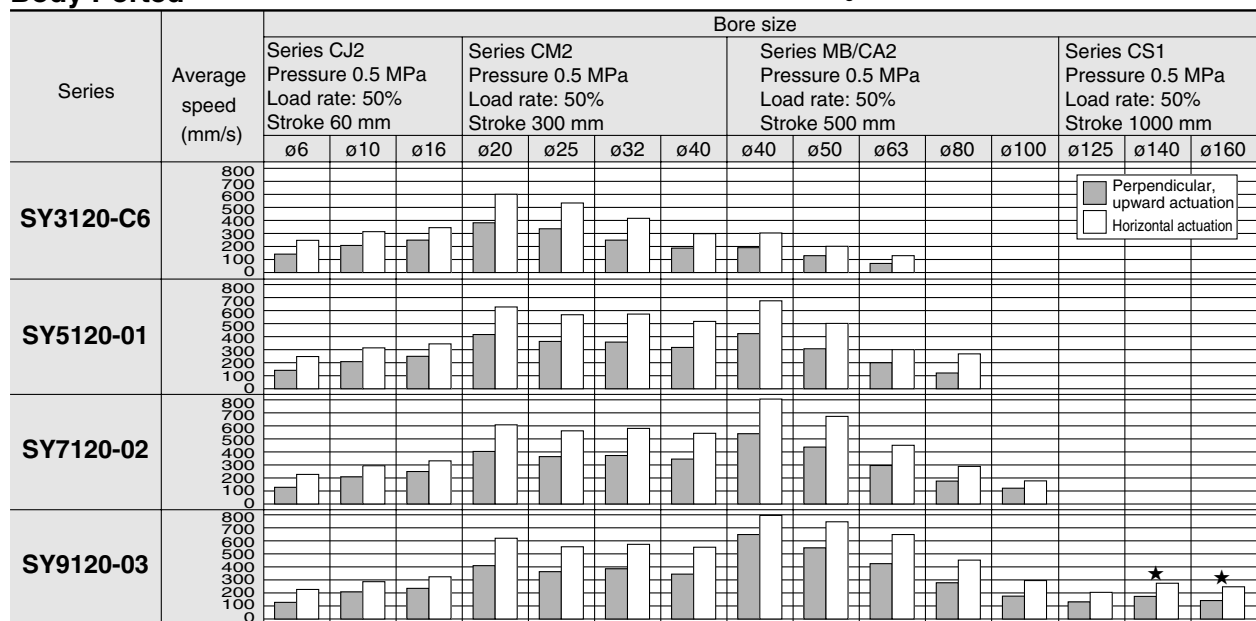 Bore size
Series
Average
speed
(mm/s)
Series CJ2
Pressure 0.5 MPa
Load rate: 50%
Stroke 60 mm
Series CM2
Pressure 0.5 MPa
Load rate: 50%
Stroke 300 mm
Series MB/CA2
Pressure 0.5 MPa
Load rate: 50%
Stroke 500 mm
Series CS1
Pressure 0.5 MPa
Load rate: 50%
Stroke 1000 mm
ø6 ø10 ø16 ø20 ø25 ø32 ø40 ø40 ø50 ø63 ø80 ø100 ø125 ø140 ø160
SY3120-C6
800
700
600
500
400
300
200
100
0
Perpendicular,
upward actuation
Horizontal actuation
SY5120-01
800
700
600
500
400
300
200
100
0
SY7120-02
800
700
600
500
400
300
200
100
0
SY9120-03
800
700
600
500
400
300
200
100
0
★ ★